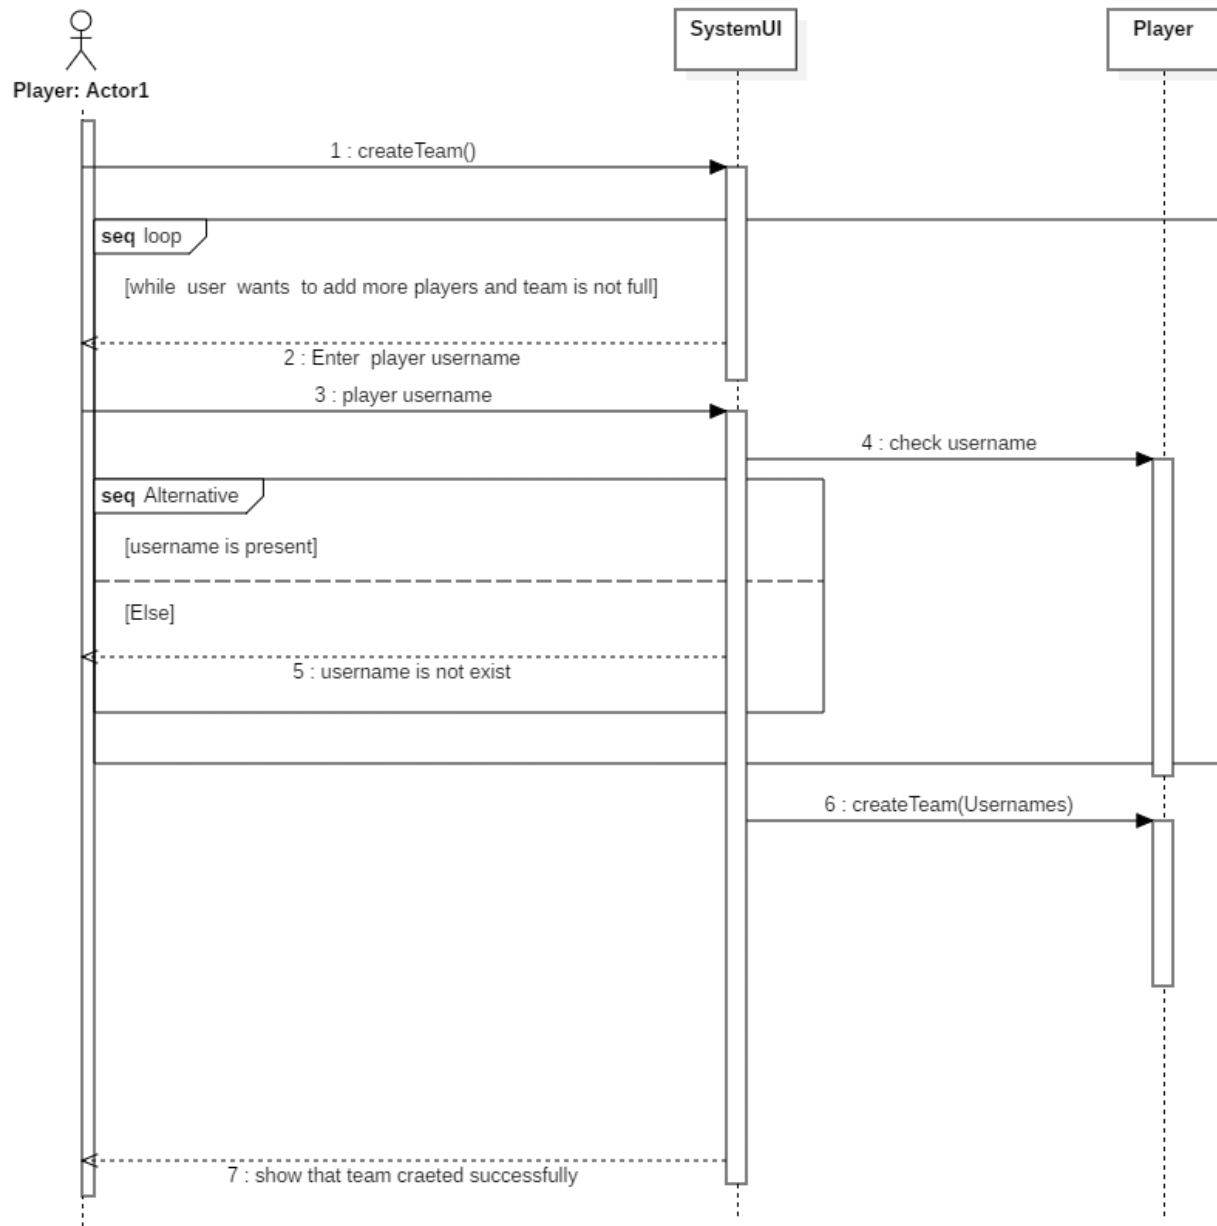 SystemUI
Player
Player: Actor1
1 : createTeam()
seq loop
[while  user  wants  to add more players and team is not full]
2 : Enter  player username
3 : player username
4 : check username
seq Alternative
[username is present]
[Else]
5 : username is not exist
6 : createTeam(Usernames)
7 : show that team craeted successfully